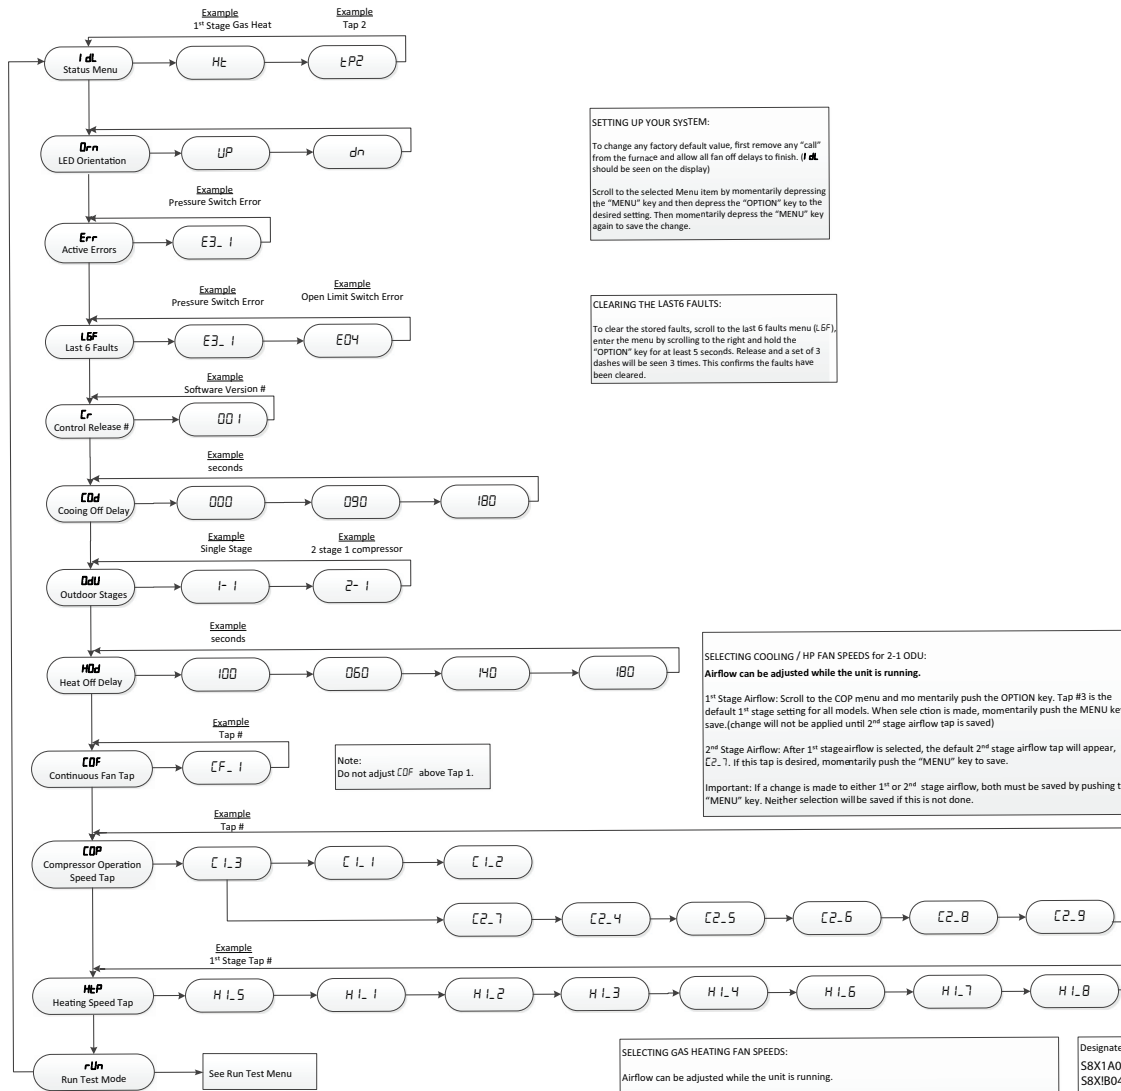 Example
1st Stage Gas Heat
Example
Tap 2
IdL
Status Menu
Ht
tP2
Orn
LED Orientation
UP
dn
Example
Pressure Switch Error
Err
Active Errors
E3_1
Example
Pressure Switch Error
Example
Open Limit Switch Error
L6F
Last 6 Faults
E3_1
E04
Example
Software Version #
Cr
Control Release #
001
Example
seconds
COd
Cooing Off Delay
000
090
180
Example
Single Stage
Example
2 stage 1 compressor
OdU
Outdoor Stages
1-1
2-1
Example
seconds
HOd
Heat Off Delay
100
060
140
180
Example
Tap #
COF
Continuous Fan Tap
CF_1
Note:
Do not adjust COF above Tap 1.
Example
Tap #
COP
Compressor Operation
Speed Tap
C1_3
C1_1
C1_2
C2_7
C2_4
C2_5
C2_6
C2_8
C2_9
Example
1st Stage Tap #
HtP
Heating Speed Tap
H1_5
H1_1
H1_2
H1_3
H1_4
H1_6
H1_7
H1_8
rUn
Run Test Mode
See Run Test Menu
SETTING UP YOUR SYSTEM:
To change any factory default value, first remove any “call”
from the furnace and allow all fan off delays to finish. (IdL
should be seen on the display)
Scroll to the selected Menu item by momentarily depressing
the “MENU” key and then depress the “OPTION” key to the
desired setting. Then momentarily depress the “MENU” key
again to save the change.
CLEARING THE LAST6 FAULTS:
To clear the stored faults, scroll to the last 6 faults menu (L6F),
enter the menu by scrolling to the right and hold the
“OPTION” key for at least 5 seconds. Release and a set of 3
dashes will be seen 3 times. This confirms the faults have
been cleared.
SELECTING COOLING / HP FAN SPEEDS for 2-1 ODU:
Airflow can be adjusted while the unit is running.
1st Stage Airflow: Scroll to the COP menu and mo mentarily push the OPTION key. Tap #3 is the
default 1st stage setting for all models. When sele ction is made, momentarily push the MENU ke
save.(change will not be applied until 2nd stage airflow tap is saved)
2nd Stage Airflow: After 1st stage airflow is selected, the default 2nd stage airflow tap will appear,
C2_7. If this tap is desired, momentarily push the “MENU” key to save.
Important: If a change is made to either 1st or 2nd stage airflow, both must be saved by pushing t
“MENU” key. Neither selection will be saved if this is not done.
SELECTING GAS HEATING FAN SPEEDS:
Airflow can be adjusted while the unit is running.
Designate
S8X1A0
S8XIB04